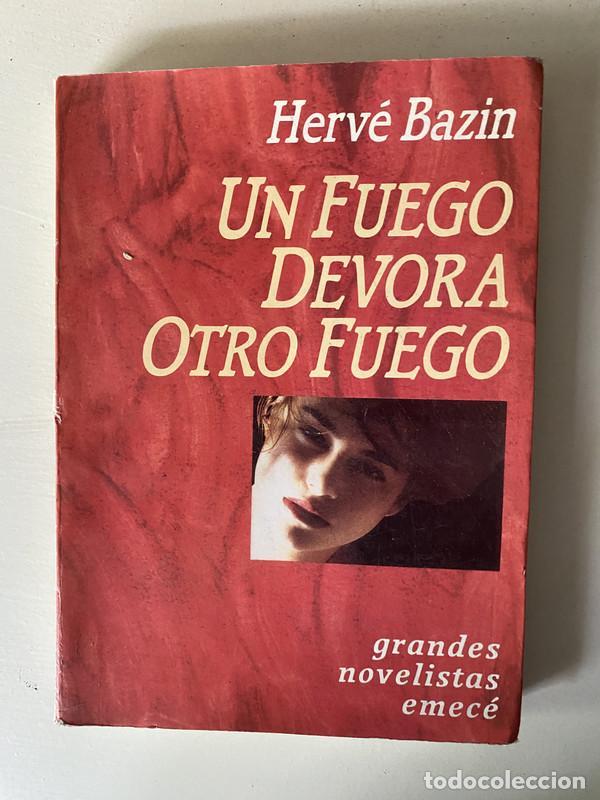 Hervé Bazin
UN FUEGO
DEVORA
OTRO FUEGO
grandes
novelistas
emecé
todocoleccion